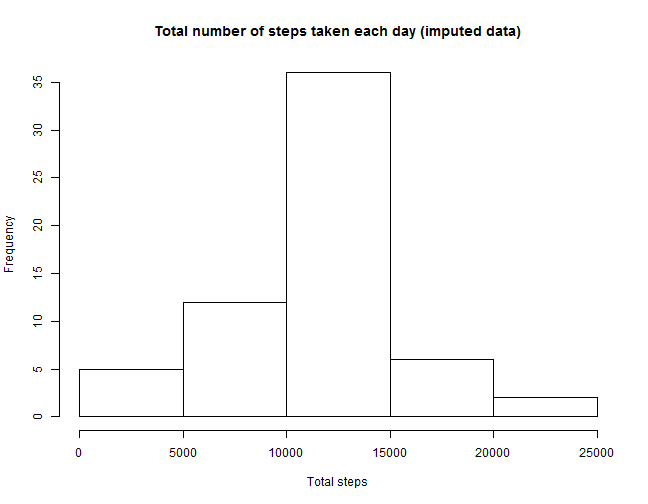 Total number of steps taken each day (imputed data)
35
30
25
20
15
10
5
0
Frequency
0 5000 10000 15000 20000 25000
Total steps